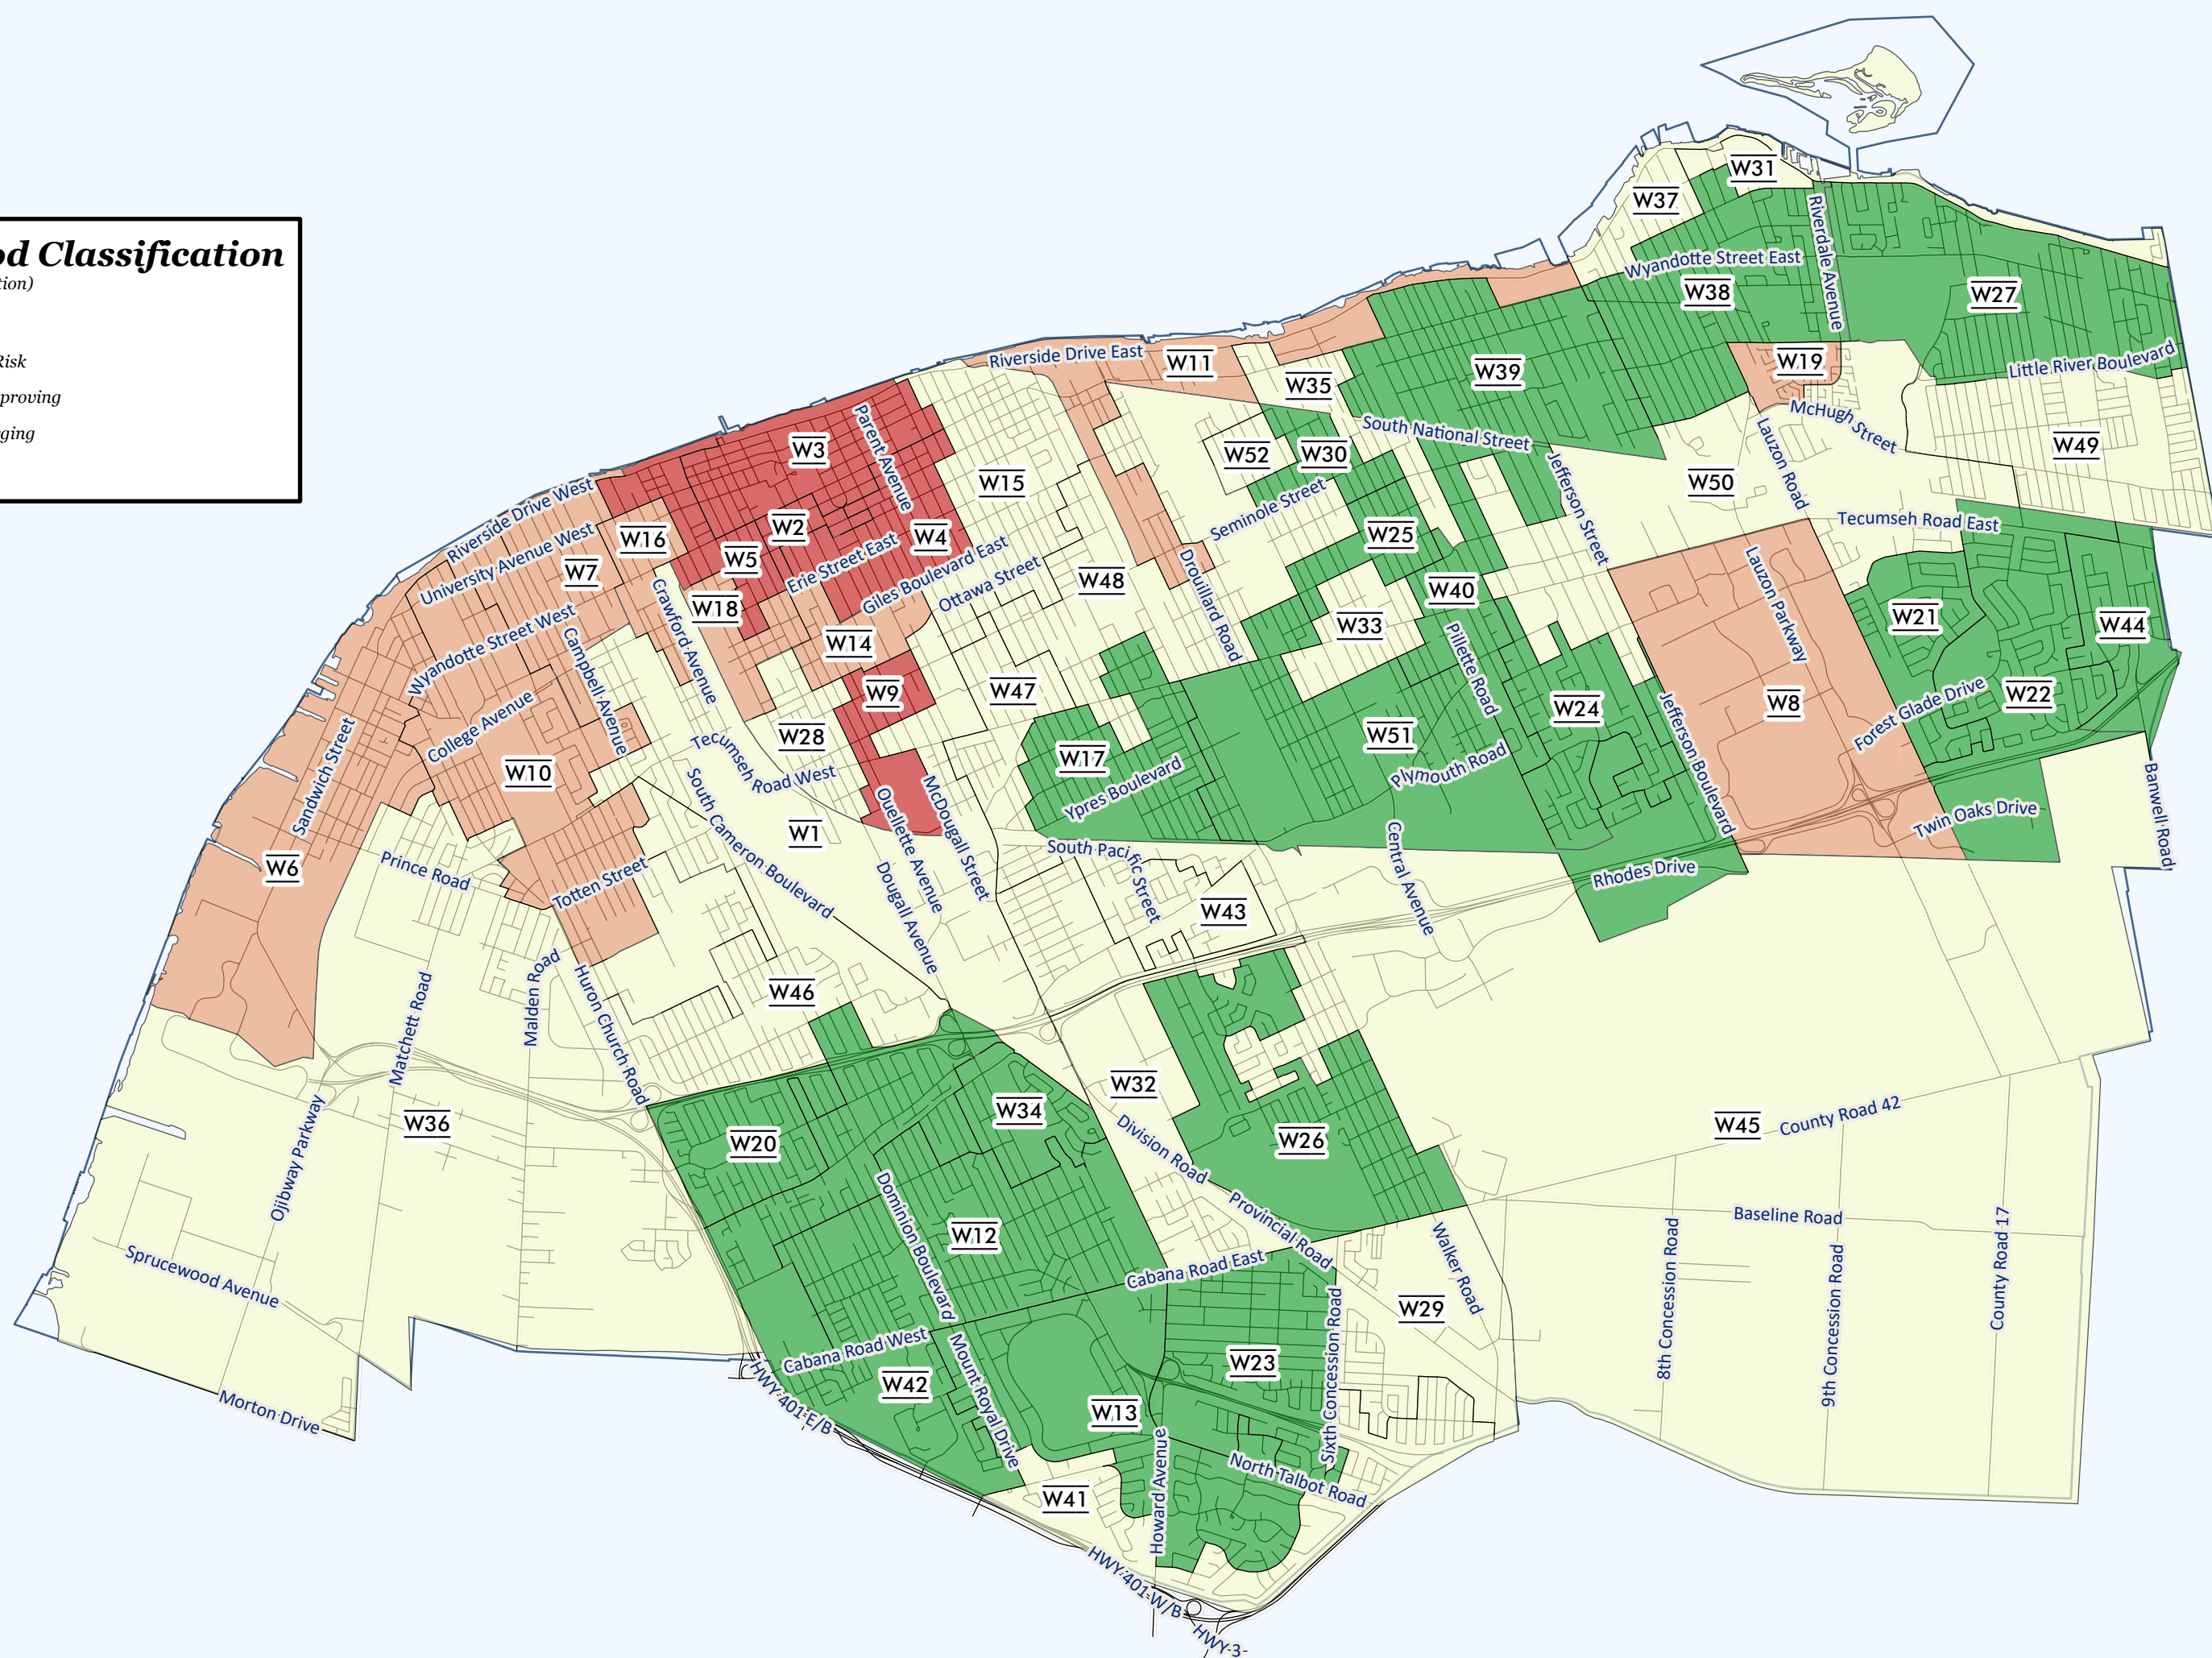 od Classification
tion)
Risk
proving
rging
W31
W37
Riverdale Avenue
Wyandotte Street East
W38
W27
Riverside Drive East
W11
W19
Little River Boulevard
W35
W39
McHugh Street
Parent Avenue
W3
South National Street
Lauzon Road
W49
W52
W30
W15
Jefferson Street
W50
Riverside Drive West
Seminole Street
Tecumseh Road East
W2
W4
W25
University Avenue West
W16
W5
Erie Street East
Giles Boulevard East
W7
Ottawa Street
W48
Drouillard Road
W40
Lauzon Parkway
W18
Crawford Avenue
W21
W44
Wyandotte Street West
Campbell Avenue
W14
W33
Pillette Road
W9
W47
W24
W8
W22
College Avenue
Forest Glade Drive
Sandwich Street
W28
W51
Jefferson Boulevard
Tecumseh Road West
W17
Plymouth Road
W10
Ypres Boulevard
Banwell Road
South Cameron Boulevard
W1
Ouellette Avenue
McDougall Street
Twin Oaks Drive
Central Avenue
W6
Prince Road
South Pacific Street
Totten Street
Dougall Avenue
Rhodes Drive
W43
Malden Road
W46
Huron Church Road
Matchett Road
W32
W34
W36
Ojibway Parkway
W20
W26
Division Road
W45
County Road 42
Dominion Boulevard
W12
Provincial Road
Baseline Road
Sprucewood Avenue
Cabana Road East
Walker Road
8th Concession Road
9th Concession Road
County Road 17
W29
Cabana Road West
Sixth Concession Road
W23
Mount Royal Drive
W42
HWY 401 E/B
W13
Morton Drive
Howard Avenue
North Talbot Road
W41
HWY 401 W/B
HWY 3